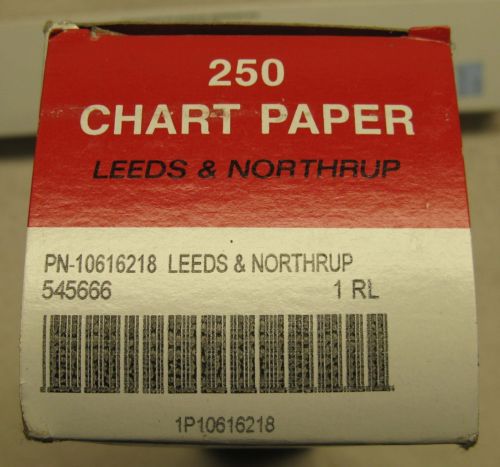 250
CHART PAPER
LEEDS & NORTHRUP
PN-10616218 LEEDS & NORTHRUP
545666 1 RL
1P10616218